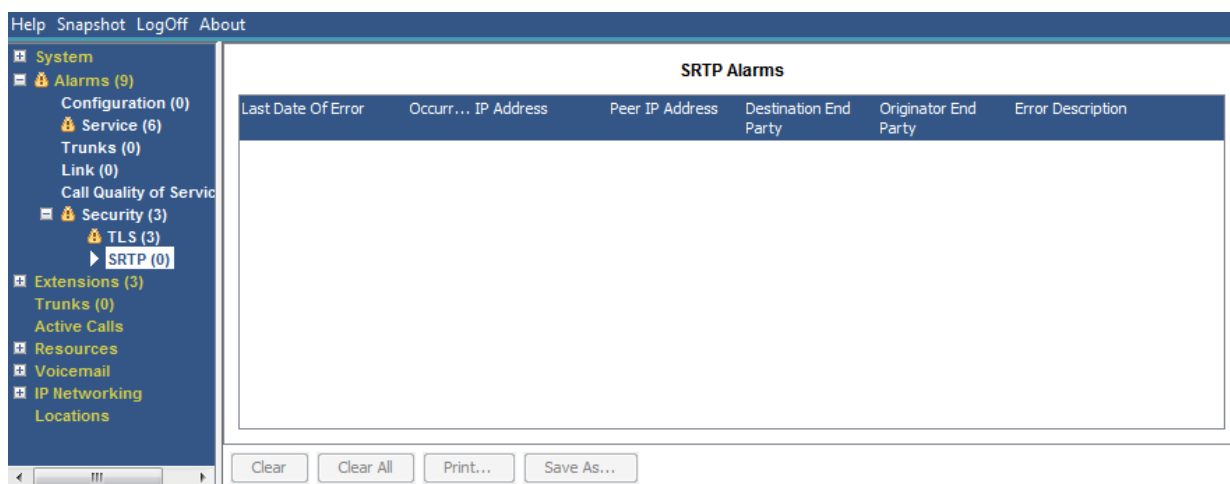 Help Snapshot LogOff About
System
Alarms (9)
Configuration (0)
Service (6)
Trunks (0)
Link (0)
Call Quality of Servic
Security (3)
TLS (3)
SRTP (0)
Extensions (3)
Trunks (0)
Active Calls
Resources
Voicemail
IP Networking
Locations
SRTP Alarms
Last Date Of Error Occurr... IP Address Peer IP Address Destination End Party Originator End Party Error Description
Clear Clear All Print... Save As...